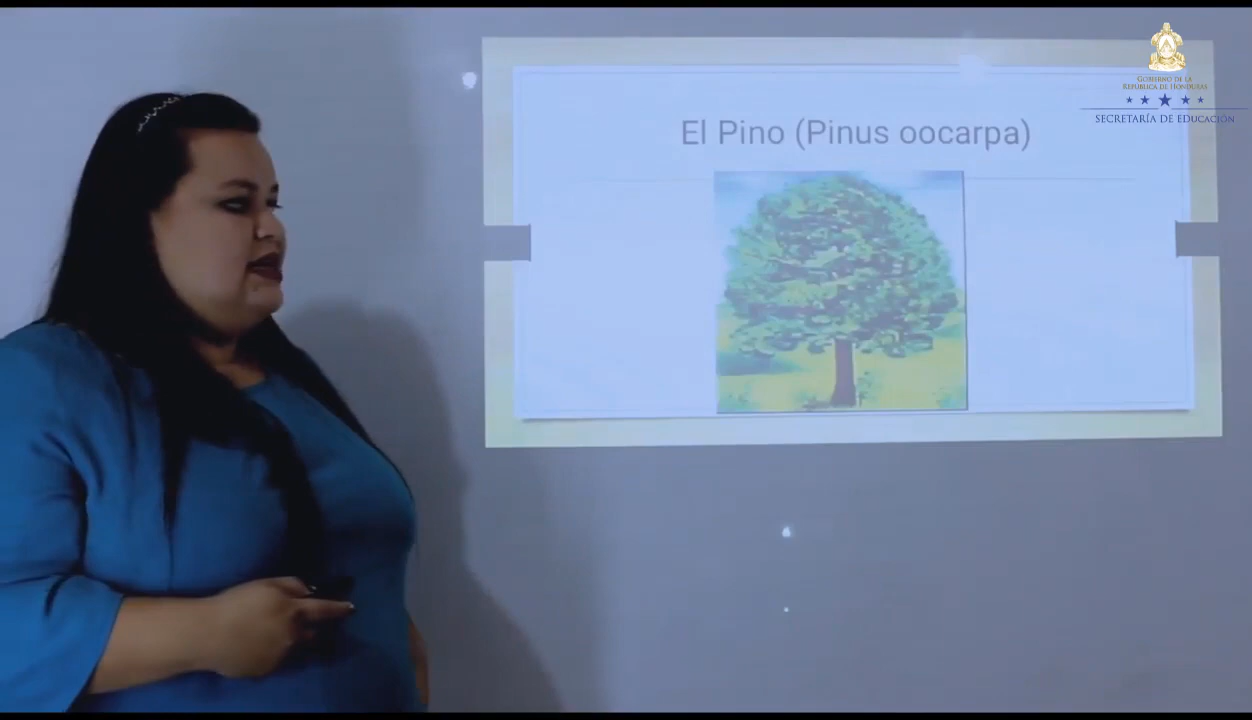 El Pino (Pinus oocarpa)
GOBIERNO DE LA
REPÚBLICA DE HONDURAS
SECRETARÍA DE EDUCACIÓN